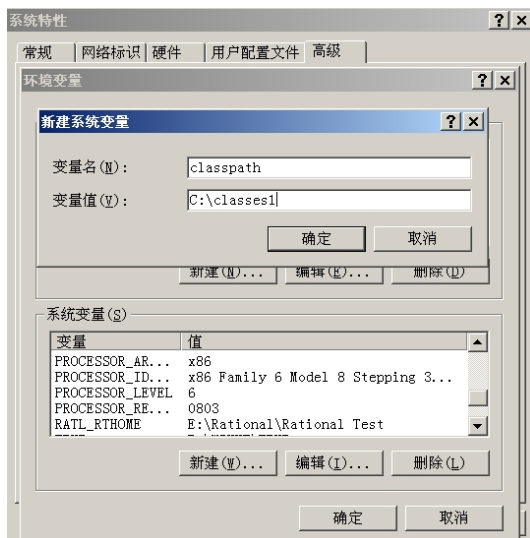 系统特性
常规 网络标识 硬件 用户配置文件 高级
环境变量
新建系统变量
变量名(N): classpath
变量值(V): C:\classes1
确定 取消
新建(N)... 编辑(E)... 删除(D)
系统变量(S)
变量 值
PROCESSOR_AR... x86
PROCESSOR_ID... x86 Family 6 Model 8 Stepping 3...
PROCESSOR_LEVEL 6
PROCESSOR_RE... 0803
RATL_RTHOME E:\Rational\Rational Test
新建(W)... 编辑(I)... 删除(L)
确定 取消